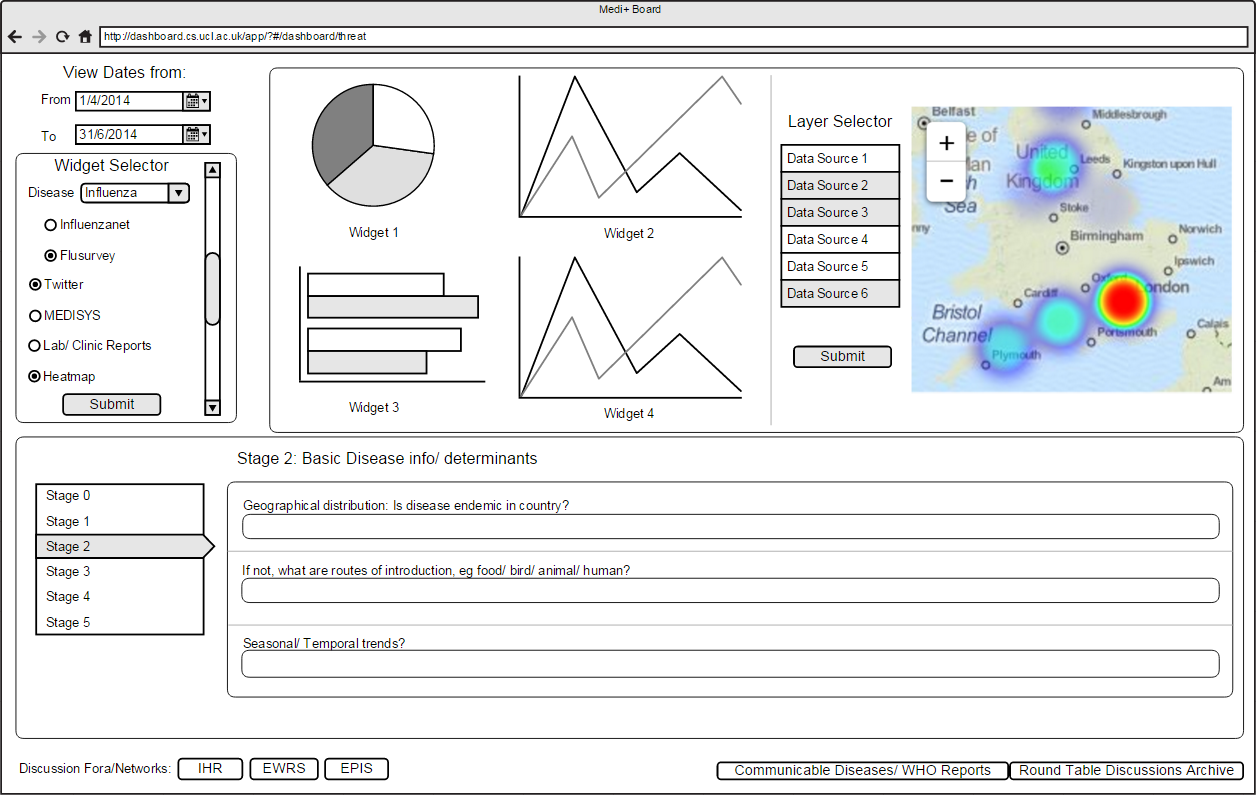 Medi+ Board
http://dashboard.cs.ucl.ac.uk/app/?#/dashboard/threat
View Dates from:
From 1/4/2014
To 31/6/2014
Widget Selector
Disease Influenza
Influenzanet
Flusurvey
Twitter
MEDISYS
Lab/ Clinic Reports
Heatmap
Submit
Widget 1
Widget 2
Widget 3
Widget 4
Layer Selector
Data Source 1
Data Source 2
Data Source 3
Data Source 4
Data Source 5
Data Source 6
Submit
+
−
Belfast
Middlesbrough
e of
United
Leeds
Kingston upon Hull
Kingdom
Sea
Stoke
Birmingham
Norwich
Ipswich
Cardiff
ondon
Bristol
Channel
Portsmouth
Calais
Plymouth
Am
Stage 2: Basic Disease info/ determinants
Stage 0
Stage 1
Stage 2
Stage 3
Stage 4
Stage 5
Geographical distribution: Is disease endemic in country?
If not, what are routes of introduction, eg food/ bird/ animal/ human?
Seasonal/ Temporal trends?
Discussion Fora/Networks: IHR EWRS EPIS
Communicable Diseases/ WHO Reports Round Table Discussions Archive